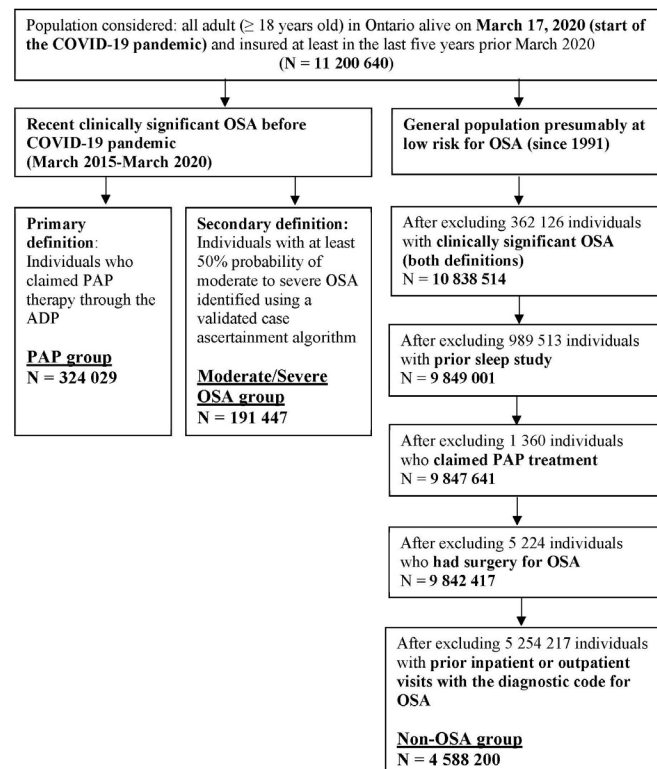 Population considered: all adult (≥ 18 years old) in Ontario alive on March 17, 2020 (start of
the COVID-19 pandemic) and insured at least in the last five years prior March 2020
(N = 11 200 640)
Recent clinically significant OSA before
COVID-19 pandemic
(March 2015-March 2020)
General population presumably at
low risk for OSA (since 1991)
Primary
definition:
Individuals who
claimed PAP
therapy through the
ADP
PAP group
N = 324 029
Secondary definition:
Individuals with at least
50% probability of
moderate to severe OSA
identified using a
validated case
ascertainment algorithm
Moderate/Severe
OSA group
N = 191 447
After excluding 362 126 individuals
with clinically significant OSA
(both definitions)
N = 10 838 514
After excluding 989 513 individuals
with prior sleep study
N = 9 849 001
After excluding 1 360 individuals
who claimed PAP treatment
N = 9 847 641
After excluding 5 224 individuals
who had surgery for OSA
N = 9 842 417
After excluding 5 254 217 individuals
with prior inpatient or outpatient
visits with the diagnostic code for
OSA
Non-OSA group
N = 4 588 200